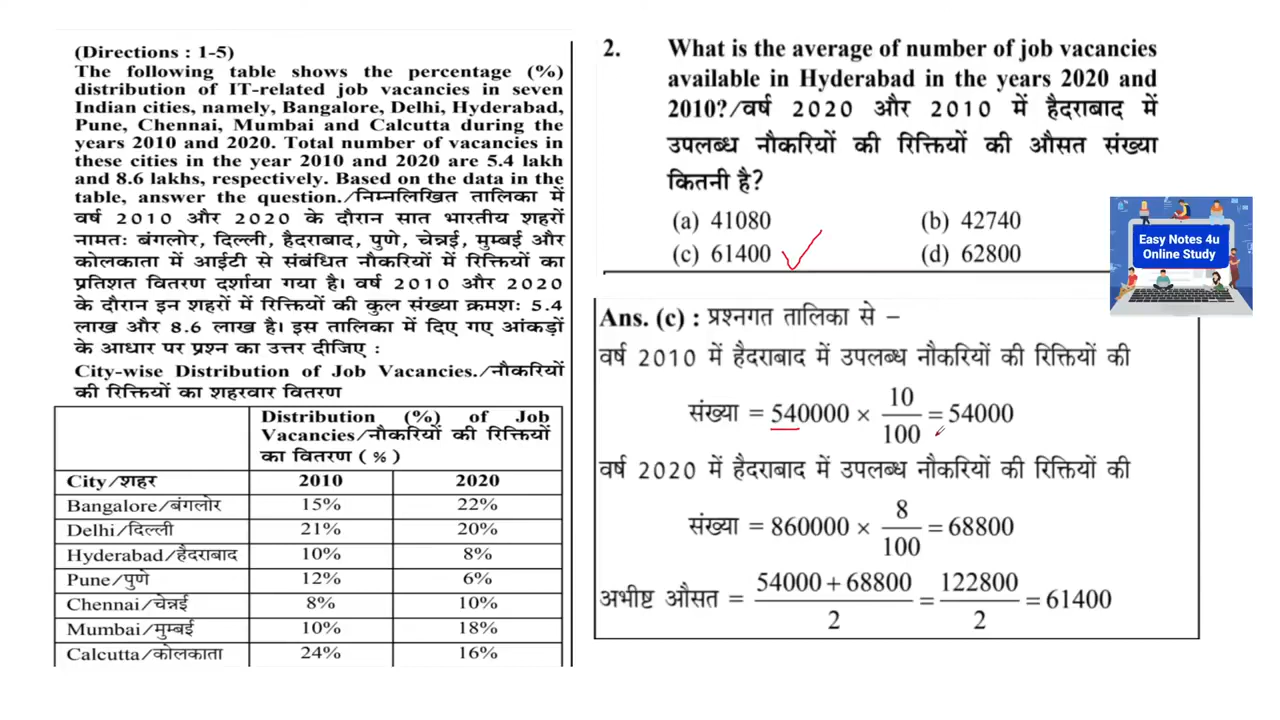 (Directions : 1-5)
The following table shows the percentage (%)
distribution of IT-related job vacancies in seven
Indian cities, namely, Bangalore, Delhi, Hyderabad,
Pune, Chennai, Mumbai and Calcutta during the
years 2010 and 2020. Total number of vacancies in
these cities in the year 2010 and 2020 are 5.4 lakh
and 8.6 lakhs, respectively. Based on the data in the
table, answer the question./निम्नलिखित तालिका में
वर्ष 2010 और 2020 के दौरान सात भारतीय शहरों
नामतः बंगलोर, दिल्ली, हैदराबाद, पुणे, चेन्नई, मुम्बई और
कोलकाता में आईटी से संबंधित नौकरियों में रिक्तियों का
प्रतिशत वितरण दर्शाया गया है। वर्ष 2010 और 2020
के दौरान इन शहरों में रिक्तियों की कुल संख्या क्रमशः 5.4
लाख और 8.6 लाख है। इस तालिका में दिए गए आंकड़ों
के आधार पर प्रश्न का उत्तर दीजिए :
City-wise Distribution of Job Vacancies./नौकरियों
की रिक्तियों का शहरवार वितरण
Distribution (%) of Job
Vacancies/नौकरियों की रिक्तियों
का वितरण (%)
City/शहर 2010 2020
Bangalore/बंगलोर 15% 22%
Delhi/दिल्ली 21% 20%
Hyderabad/हैदराबाद 10% 8%
Pune/पुणे 12% 6%
Chennai/चेन्नई 8% 10%
Mumbai/मुम्बई 10% 18%
Calcutta/कोलकाता 24% 16%
2. What is the average of number of job vacancies
available in Hyderabad in the years 2020 and
2010?/वर्ष 2020 और 2010 में हैदराबाद में
उपलब्ध नौकरियों की रिक्तियों की औसत संख्या
कितनी है?
(a) 41080 (b) 42740
(c) 61400 (d) 62800
Easy Notes 4u
Online Study
Ans. (c) : प्रश्नगत तालिका से –
वर्ष 2010 में हैदराबाद में उपलब्ध नौकरियों की रिक्तियों की
संख्या = 540000 × 10/100 = 54000
वर्ष 2020 में हैदराबाद में उपलब्ध नौकरियों की रिक्तियों की
संख्या = 860000 × 8/100 = 68800
अभीष्ट औसत = 54000 + 68800/2 = 122800/2 = 61400